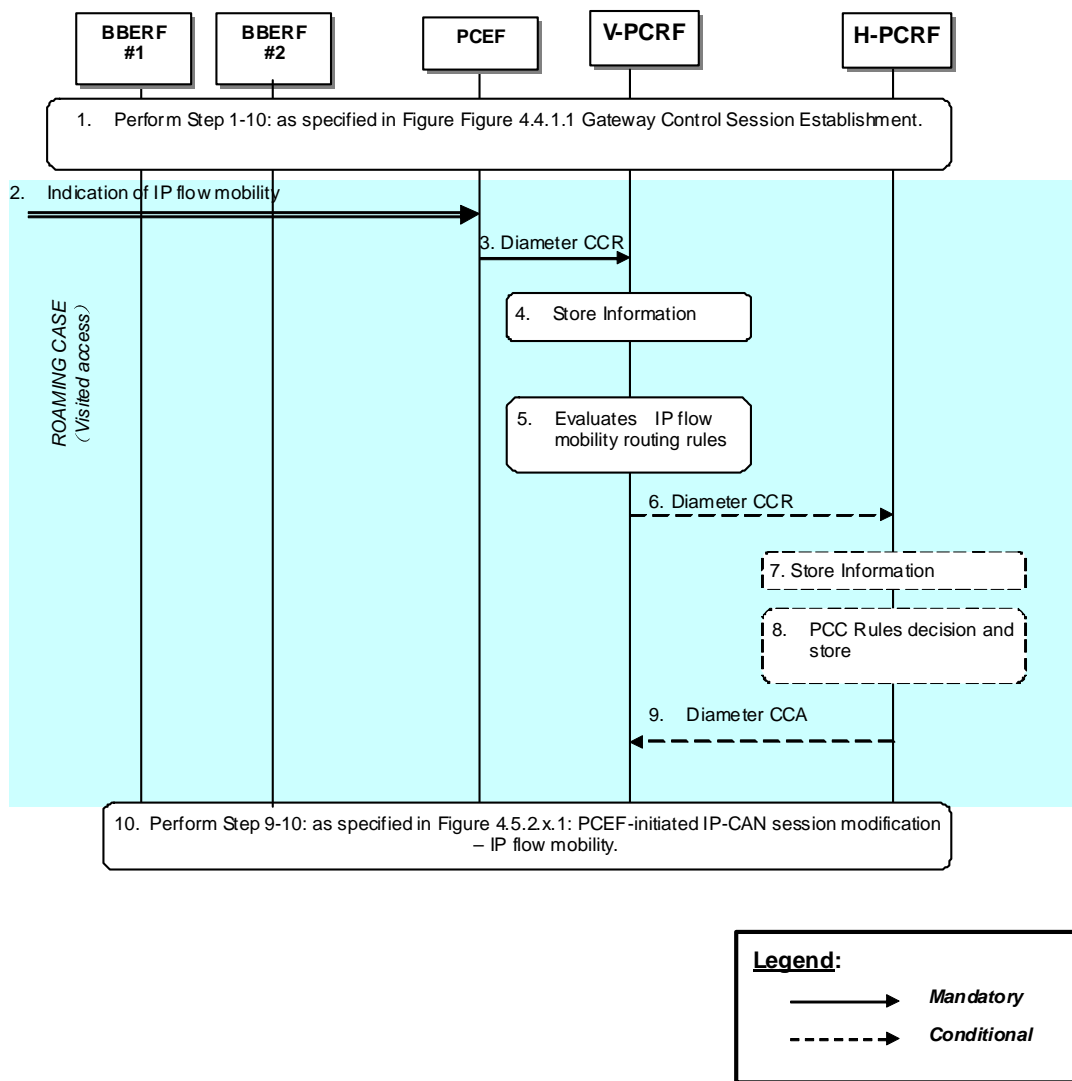 BBERF
#1
BBERF
#2
PCEF
V-PCRF
H-PCRF
1. Perform Step 1-10: as specified in Figure Figure 4.4.1.1 Gateway Control Session Establishment.
2. Indication of IP flow mobility
3. Diameter CCR
4. Store Information
ROAMING CASE
(Visited access)
5. Evaluates IP flow
mobility routing rules
6. Diameter CCR
7. Store Information
8. PCC Rules decision and
store
9. Diameter CCA
10. Perform Step 9-10: as specified in Figure 4.5.2.x.1: PCEF-initiated IP-CAN session modification
– IP flow mobility.
Legend:
Mandatory
Conditional